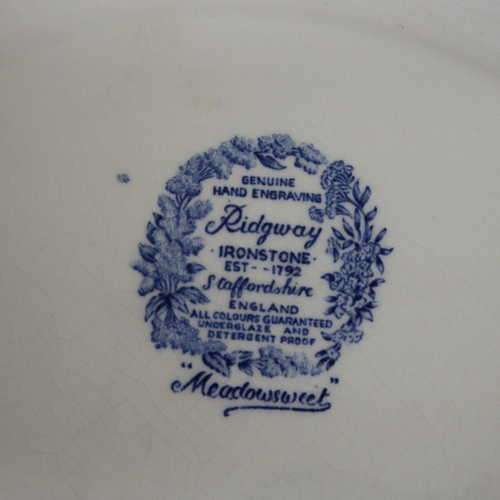 GENUINE
HAND ENGRAVING
Ridgway
· IRONSTONE ·
EST - - 1792
Staffordshire
ENGLAND
ALL COLOURS GUARANTEED
UNDERGLAZE AND
DETERGENT PROOF
"Meadowsweet"